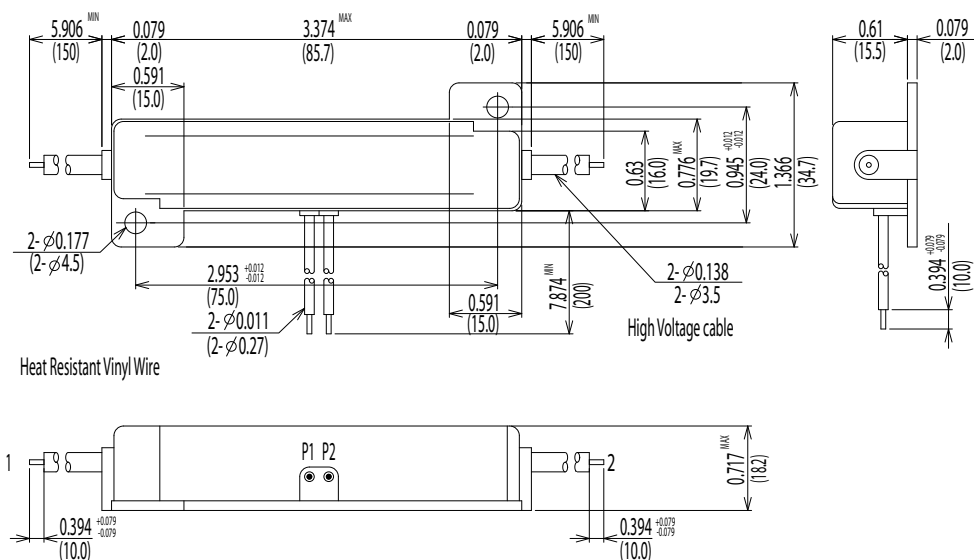 5.906 MIN
(150)
0.079
(2.0)
3.374 MAX
(85.7)
0.079
(2.0)
5.906 MIN
(150)
0.61
(15.5)
0.079
(2.0)
0.591
(15.0)
0.63
(16.0)
0.776 MAX
(19.7)
0.945 +0.012 -0.012
(24.0)
1.366
(34.7)
2-∅0.177
(2-∅4.5)
2.953 +0.012 -0.012
(75.0)
2-∅0.011
(2-∅0.27)
0.591
(15.0)
7.874 MIN
(200)
2-∅0.138
2-∅3.5
High Voltage cable
0.394 +0.079 -0.079
(10.0)
Heat Resistant Vinyl Wire
1
P1 P2
2
0.717 MAX
(18.2)
0.394 +0.079 -0.079
(10.0)
0.394 +0.079 -0.079
(10.0)